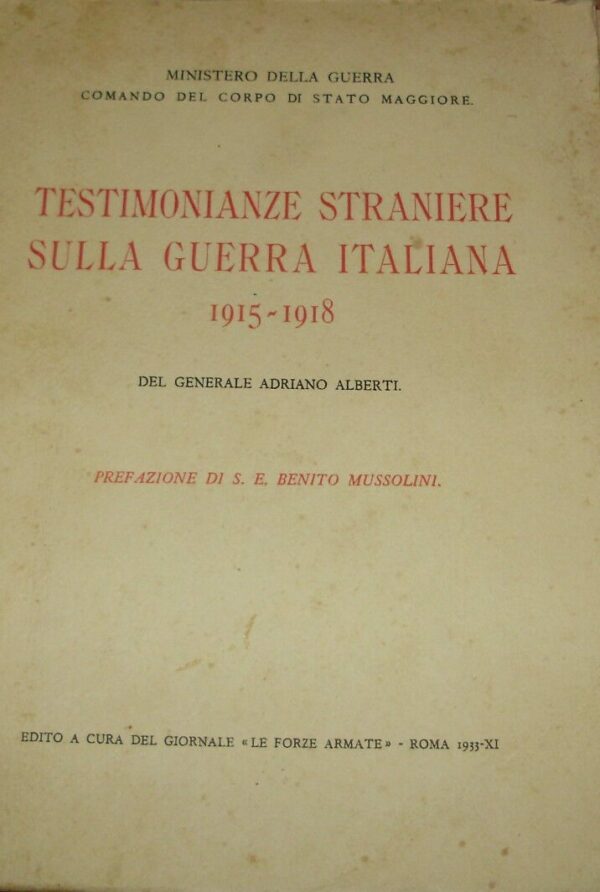 MINISTERO DELLA GUERRA
COMANDO DEL CORPO DI STATO MAGGIORE.
TESTIMONIANZE STRANIERE
SULLA GUERRA ITALIANA
1915-1918
DEL GENERALE ADRIANO ALBERTI.
PREFAZIONE DI S. E. BENITO MUSSOLINI.
EDITO A CURA DEL GIORNALE «LE FORZE ARMATE» - ROMA 1933-XI